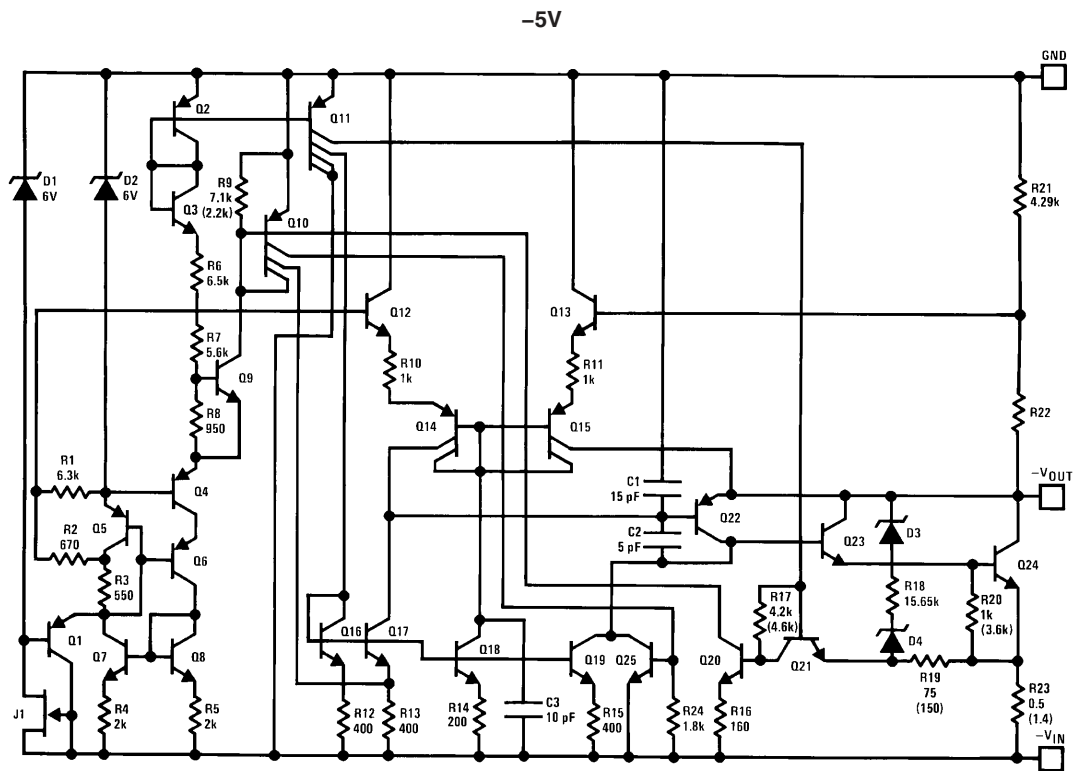 –5V
GND
Q2
Q11
D1
6V
D2
6V
R9
7.1k
(2.2k)
Q3
Q10
R21
4.29k
R6
6.5k
Q12
Q13
R7
5.6k
R10
1k
R11
1k
Q9
R8
950
Q14
Q15
R22
R1
6.3k
Q4
C1
15 pF
–VOUT
Q5
Q22
R2
670
Q6
C2
5 pF
Q23
D3
Q24
R3
550
R18
15.65k
R17
4.2k
(4.6k)
R20
1k
(3.6k)
Q1
Q7
Q8
Q16
Q17
Q18
Q19
Q25
Q20
Q21
D4
R19
75
(150)
J1
R4
2k
R5
2k
R12
400
R13
400
R14
200
C3
10 pF
R15
400
R24
1.8k
R16
160
R23
0.5
(1.4)
–VIN